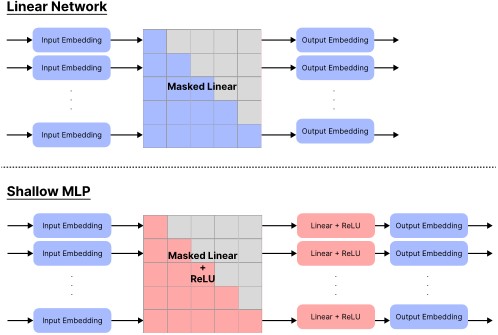 Linear Network
Input Embedding
Output Embedding
Input Embedding
Output Embedding
Masked Linear
Input Embedding
Output Embedding
Shallow MLP
Input Embedding
Linear + ReLU
Output Embedding
Input Embedding
Linear + ReLU
Output Embedding
Masked Linear
+
ReLU
Input Embedding
Linear + ReLU
Output Embedding